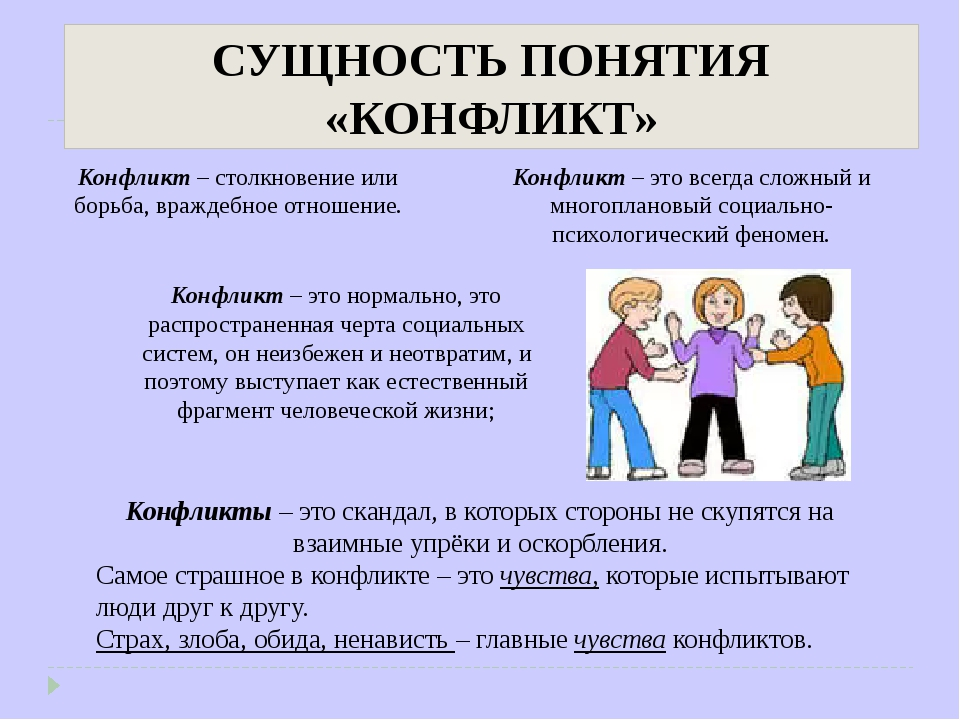 СУЩНОСТЬ ПОНЯТИЯ
«КОНФЛИКТ»
Конфликт – столкновение или
борьба, враждебное отношение.
Конфликт – это всегда сложный и
многоплановый социально-
психологический феномен.
Конфликт – это нормально, это
распространенная черта социальных
систем, он неизбежен и неотвратим, и
поэтому выступает как естественный
фрагмент человеческой жизни;
Конфликты – это скандал, в которых стороны не скупятся на
взаимные упрёки и оскорбления.
Самое страшное в конфликте – это чувства, которые испытывают
люди друг к другу.
Страх, злоба, обида, ненависть – главные чувства конфликтов.